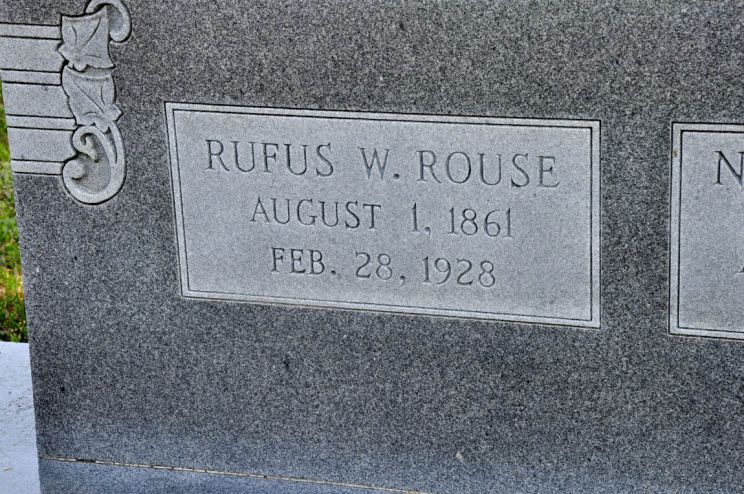 RUFUS W. ROUSE
AUGUST 1, 1861
FEB. 28, 1928